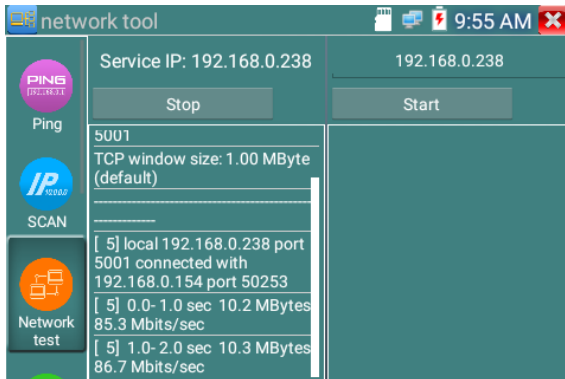 network tool
9:55 AM
PING
Ping
IP
SCAN
Network
test
Service IP: 192.168.0.238
Stop
5001
TCP window size: 1.00 MByte
(default)
--------------------------------------------
-------------
[ 5] local 192.168.0.238 port
5001 connected with
192.168.0.154 port 50253
[ 5] 0.0- 1.0 sec 10.2 MBytes
85.3 Mbits/sec
[ 5] 1.0- 2.0 sec 10.3 MBytes
86.7 Mbits/sec
192.168.0.238
Start